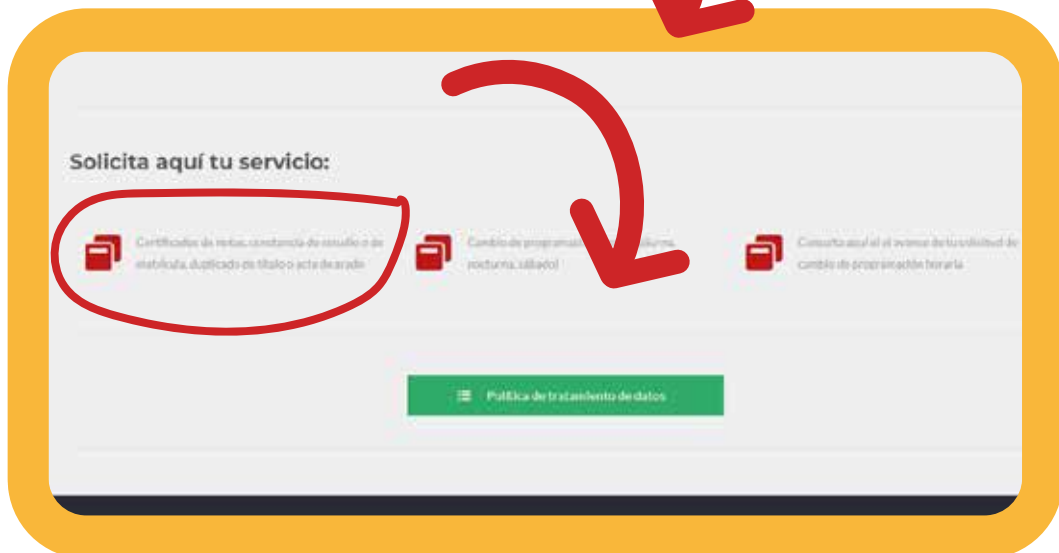 Solicita aquí tu servicio:
Certificados de notas, constancia de estudio o de
matrícula, duplicado de título o acta de grado
Cambio de programación diurna,
nocturna, sábado)
Consulta aquí el avance de tu solicitud de
cambio de programación horaria
Política de tratamiento de datos